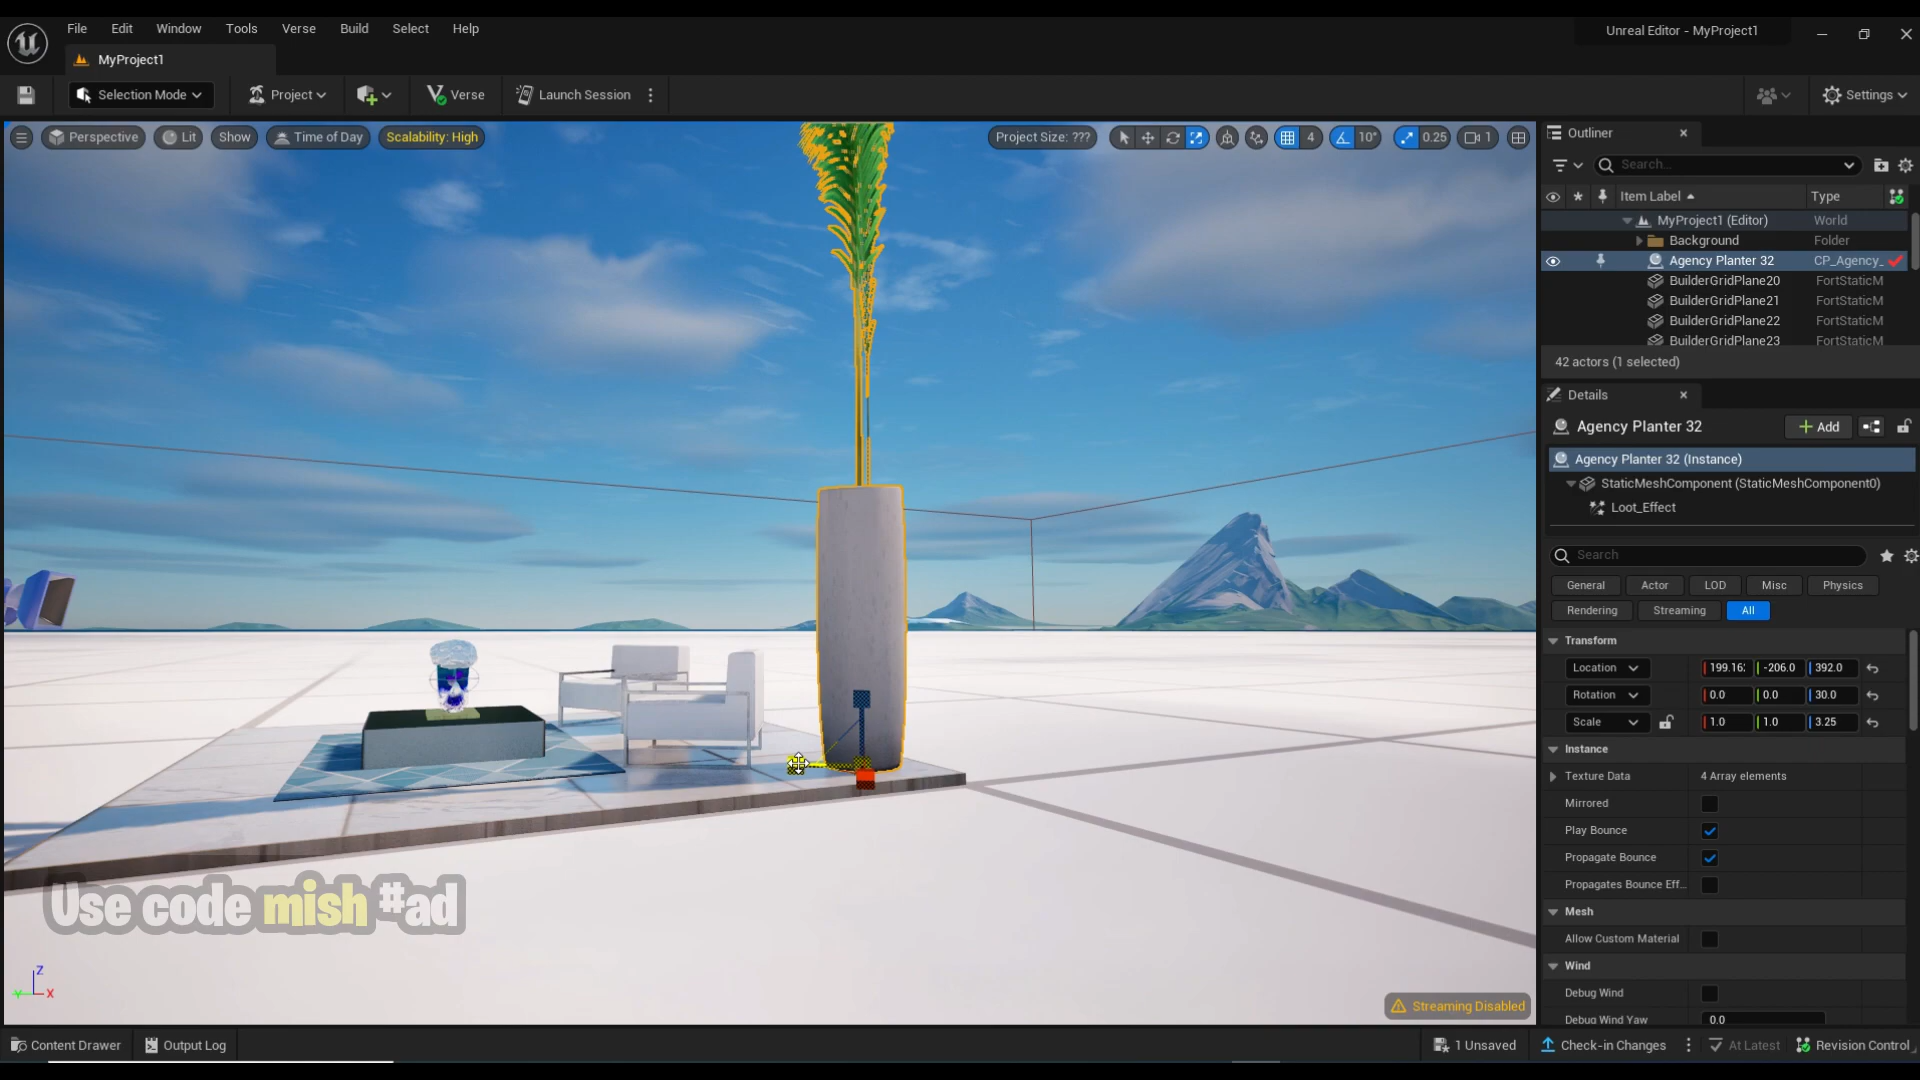 File Edit Window Tools Verse Build Select Help
Unreal Editor - MyProject1
MyProject1
Selection Mode Project Verse Launch Session Settings
Perspective Lit Show Time of Day Scalability: High Project Size: ??? 4 10° 0.25 1
Outliner
Search...
Item Label Type
MyProject1 (Editor) World
Background Folder
Agency Planter 32 CP_Agency_
BuilderGridPlane20 FortStaticM
BuilderGridPlane21 FortStaticM
BuilderGridPlane22 FortStaticM
BuilderGridPlane23 FortStaticM
42 actors (1 selected)
Details
Agency Planter 32 + Add
Agency Planter 32 (Instance)
StaticMeshComponent (StaticMeshComponent0)
Loot_Effect
Search
General Actor LOD Misc Physics
Rendering Streaming All
Transform
Location 199.16 -206.0 392.0
Rotation 0.0 0.0 30.0
Scale 1.0 1.0 3.25
Instance
Texture Data 4 Array elements
Mirrored
Play Bounce
Propagate Bounce
Propagates Bounce Eff...
Mesh
Allow Custom Material
Wind
Debug Wind
Debug Wind Yaw 0.0
Use code mish #ad
Z
Y X
Streaming Disabled
Content Drawer Output Log 1 Unsaved Check-in Changes At Latest Revision Control